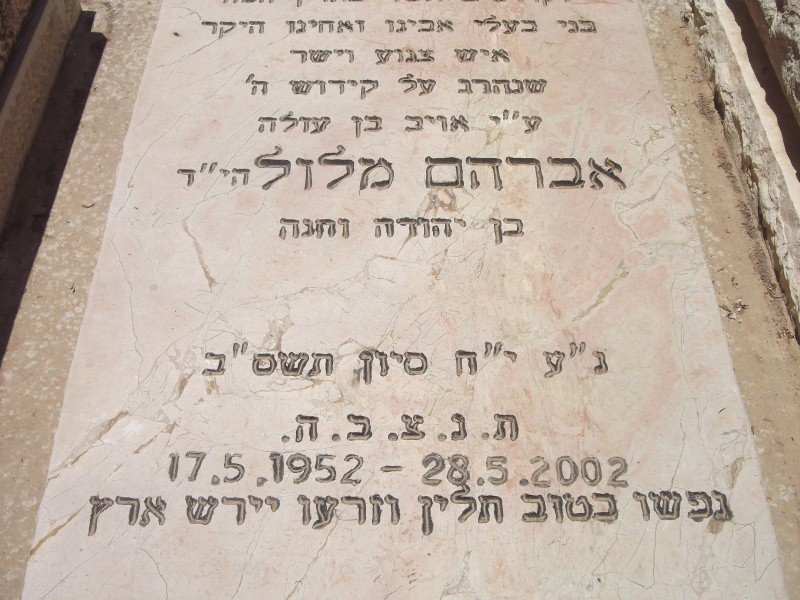 בני בעלי אבינו ואחינו היקר
איש צנוע וישר
שנהרג על קידוש ה'
ע"י אויב בן עולה
אברהם מלול הי"ד
בן יהודה וחנה
נ"ע י"ח סיון תשס"ב
ת.נ.צ.ב.ה.
17.5.1952 - 28.5.2002
נפשו בטוב תלין וזרעו יירש ארץ